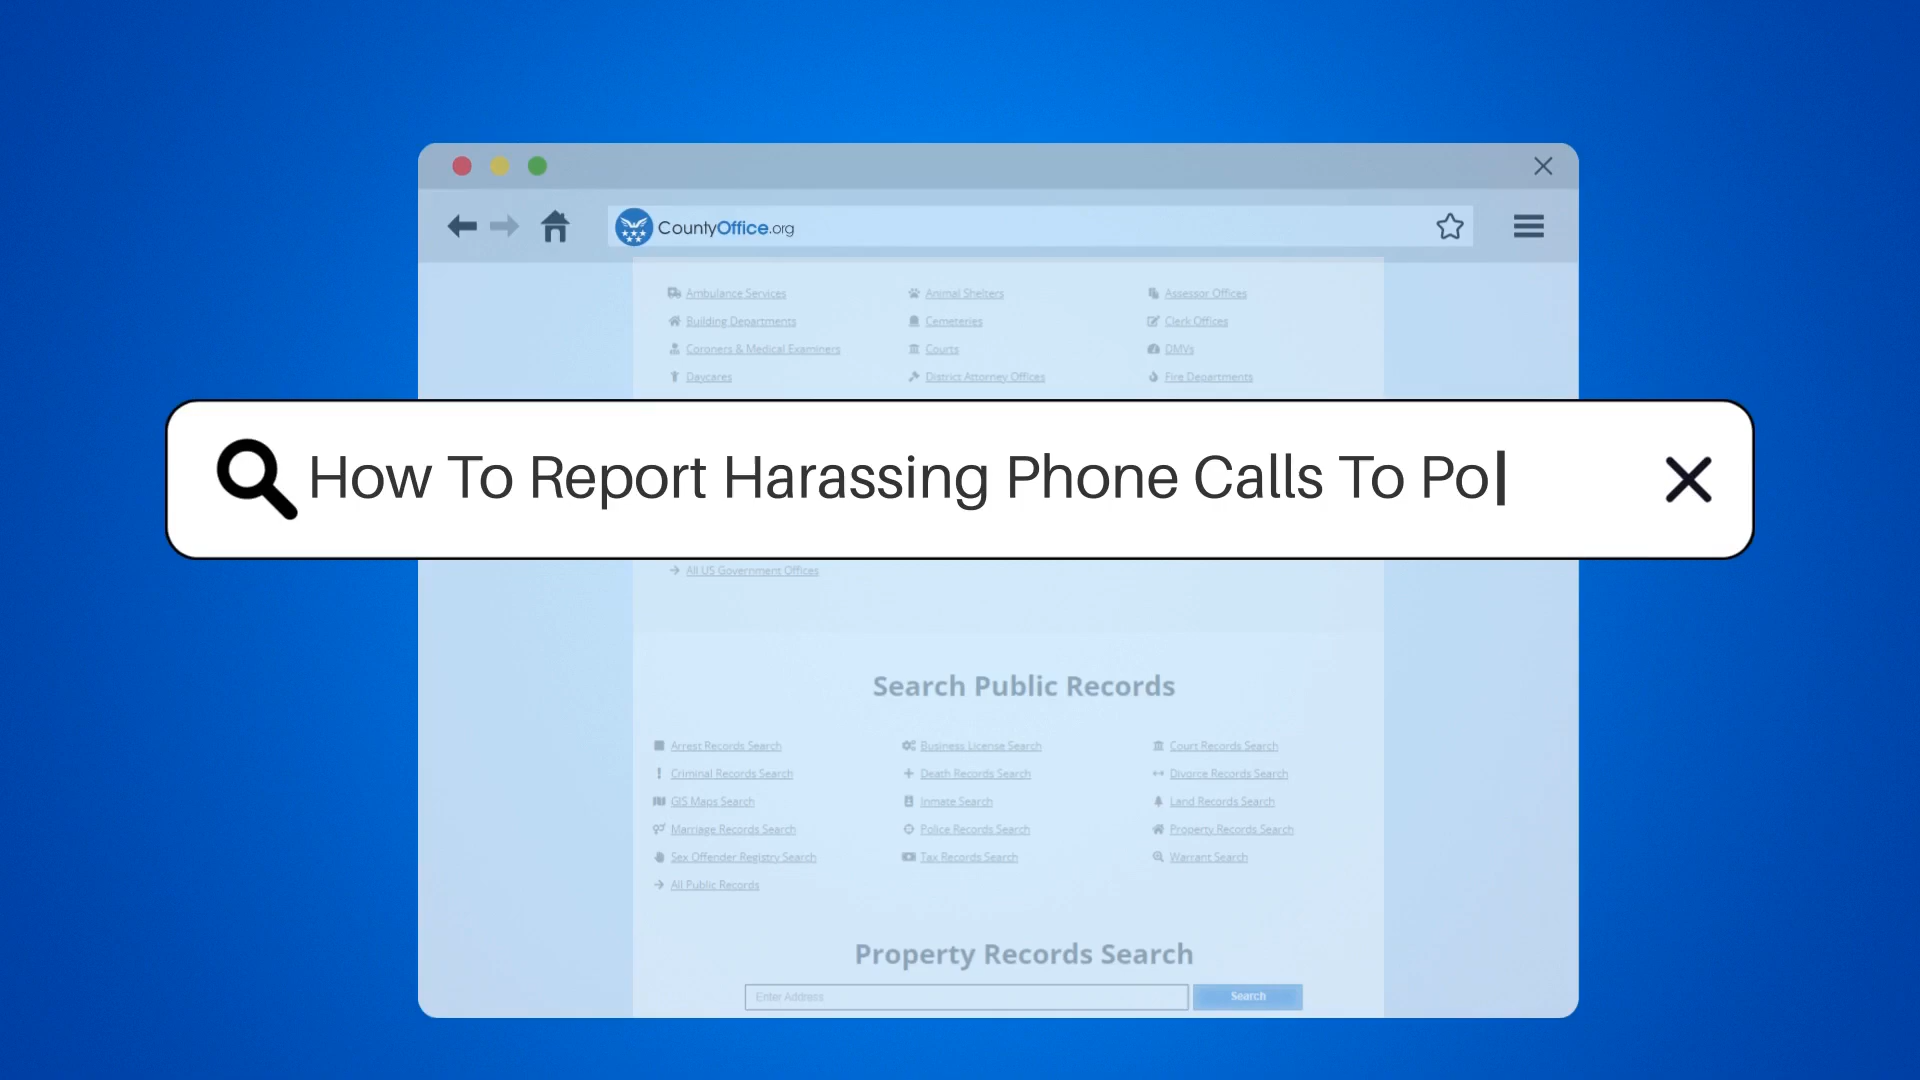 CountyOffice.org
Ambulance Services Animal Shelters Assessor Offices
Building Departments Cemeteries Clerk Offices
Coroners & Medical Examiners Courts DMVs
Daycares District Attorney Offices Fire Departments
How To Report Harassing Phone Calls To Po
All US Government Offices
Search Public Records
Arrest Records Search Business License Search Court Records Search
Criminal Records Search Death Records Search Divorce Records Search
GIS Maps Search Inmate Search Land Records Search
Marriage Records Search Police Records Search Property Records Search
Sex Offender Registry Search Tax Records Search Warrant Search
All Public Records
Property Records Search
Enter Address Search